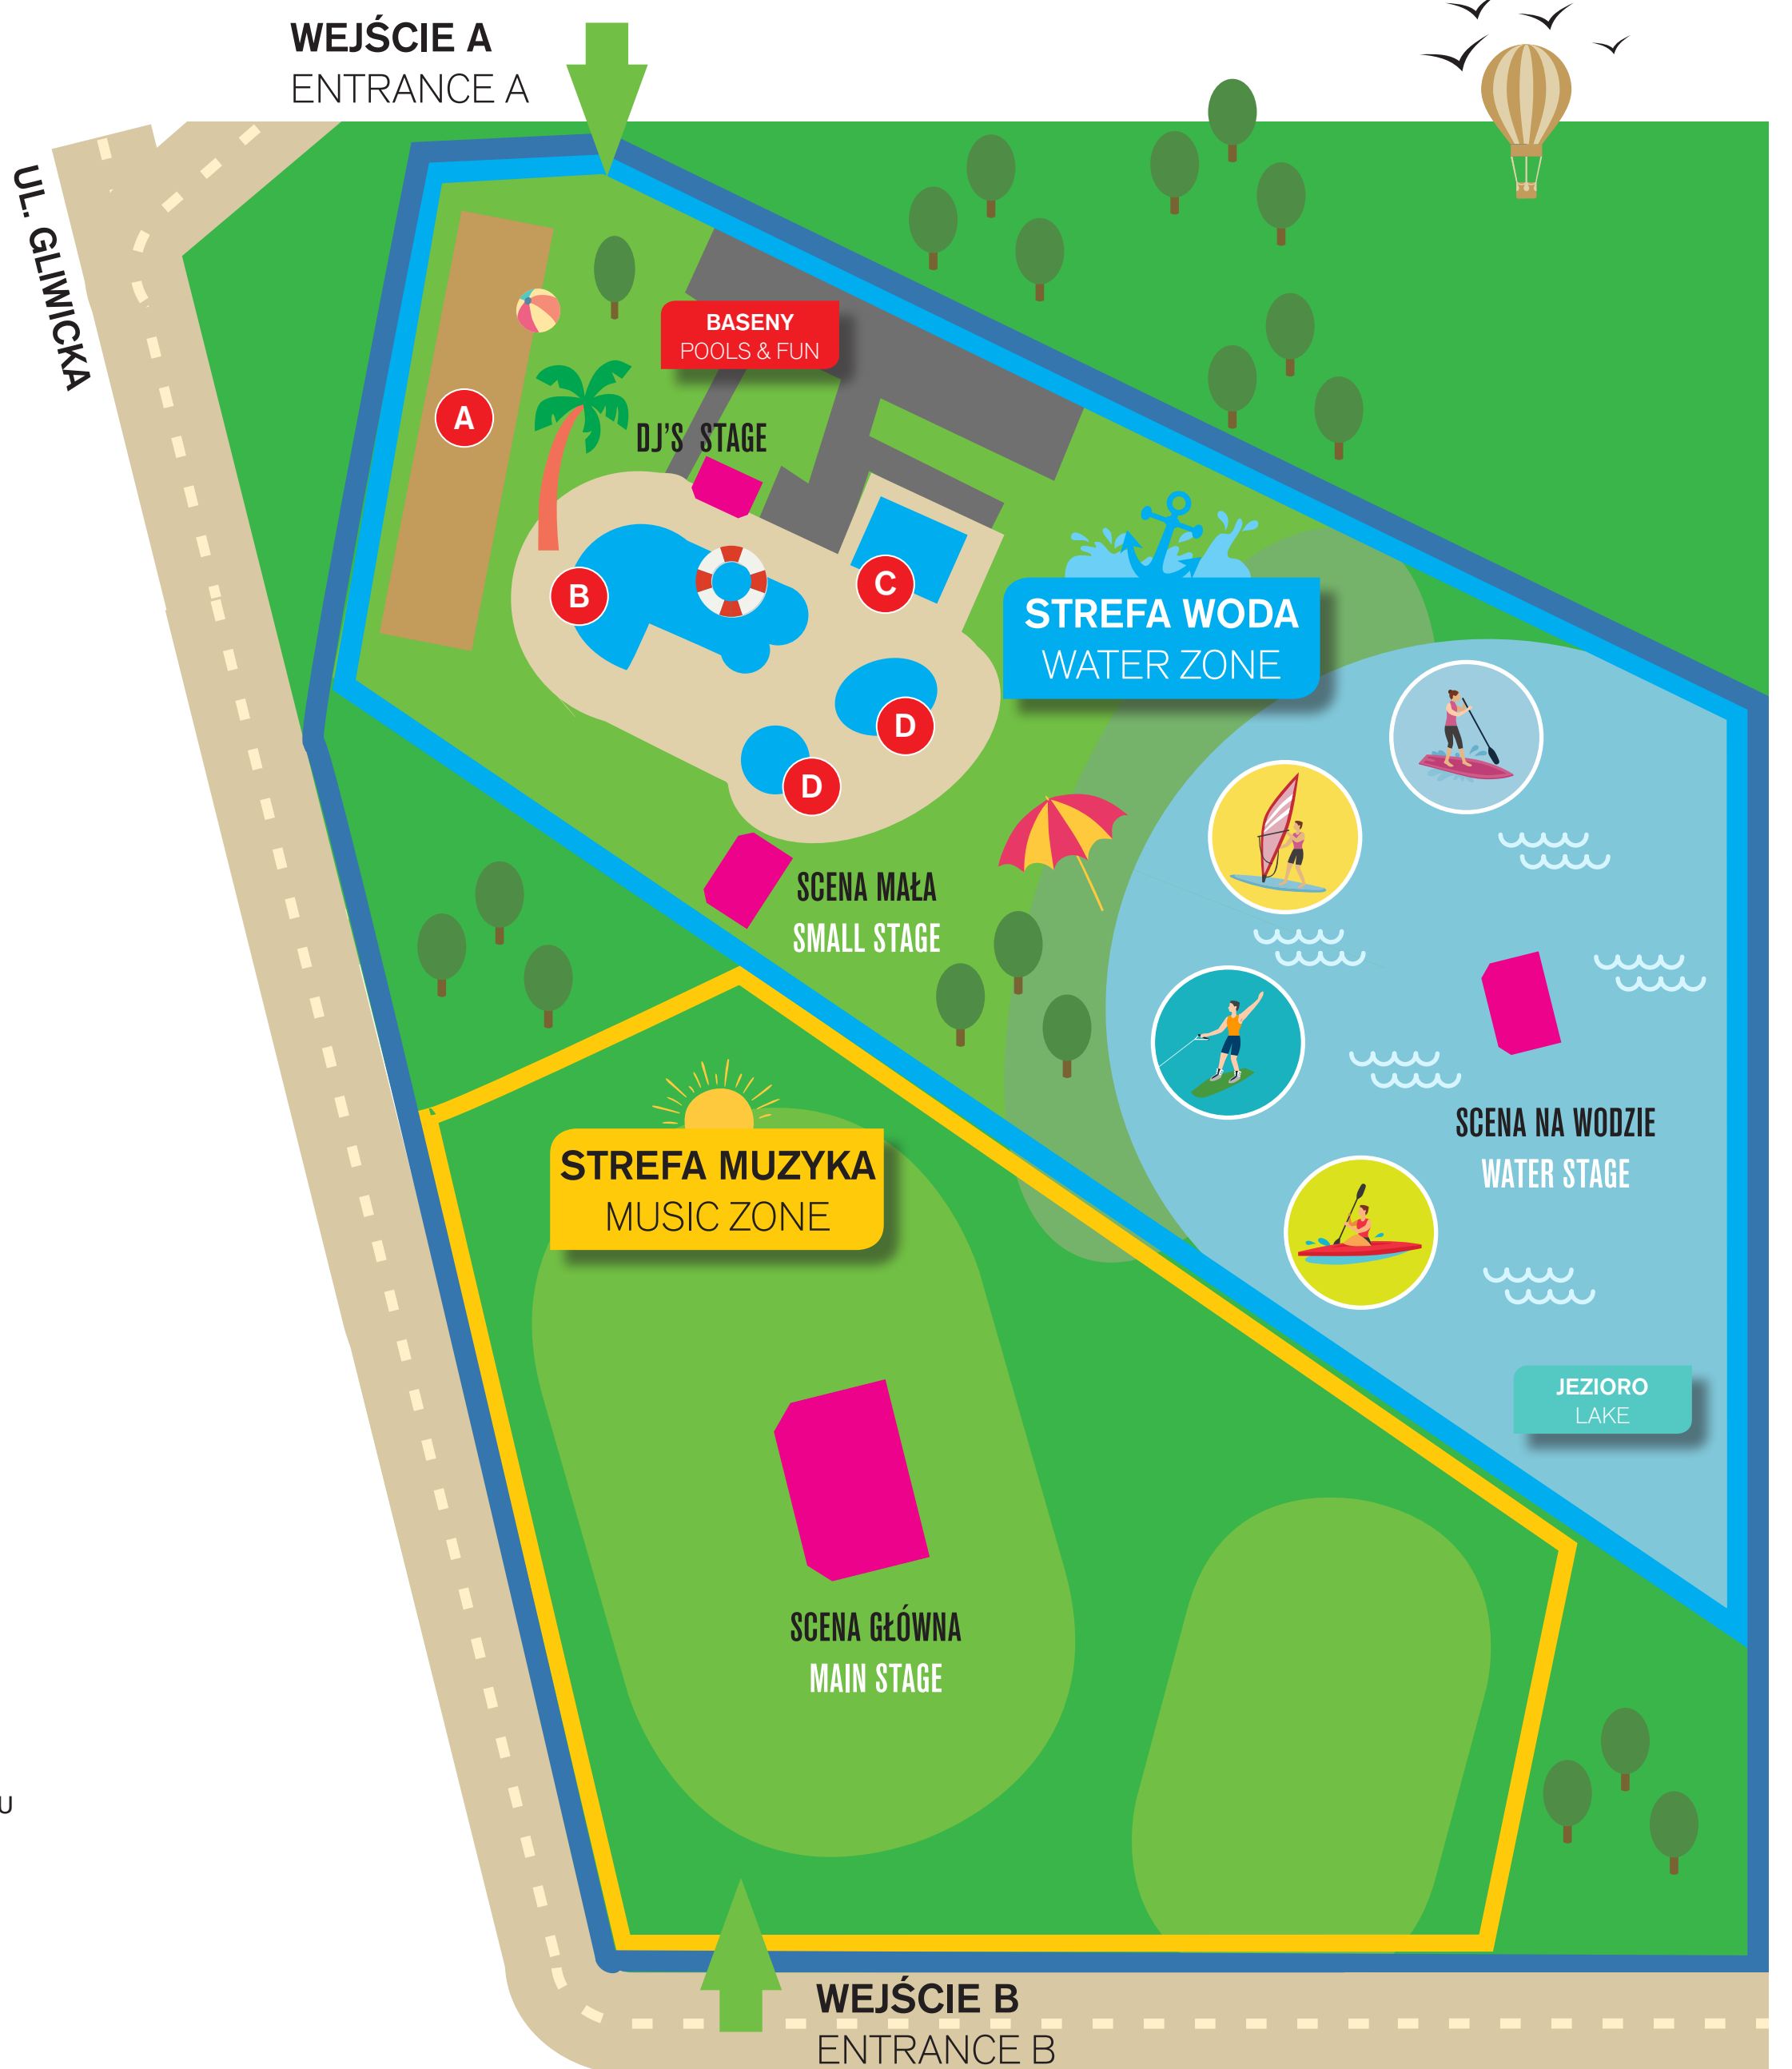 WEJŚCIE A
ENTRANCE A
UL. GLIWICKA
BASENY
POOLS & FUN
A
DJ'S STAGE
B
C
STREFA WODA
WATER ZONE
D
D
SCENA MAŁA
SMALL STAGE
SCENA NA WODZIE
WATER STAGE
STREFA MUZYKA
MUSIC ZONE
JEZIORO
LAKE
SCENA GŁÓWNA
MAIN STAGE
U
WEJŚCIE B
ENTRANCE B